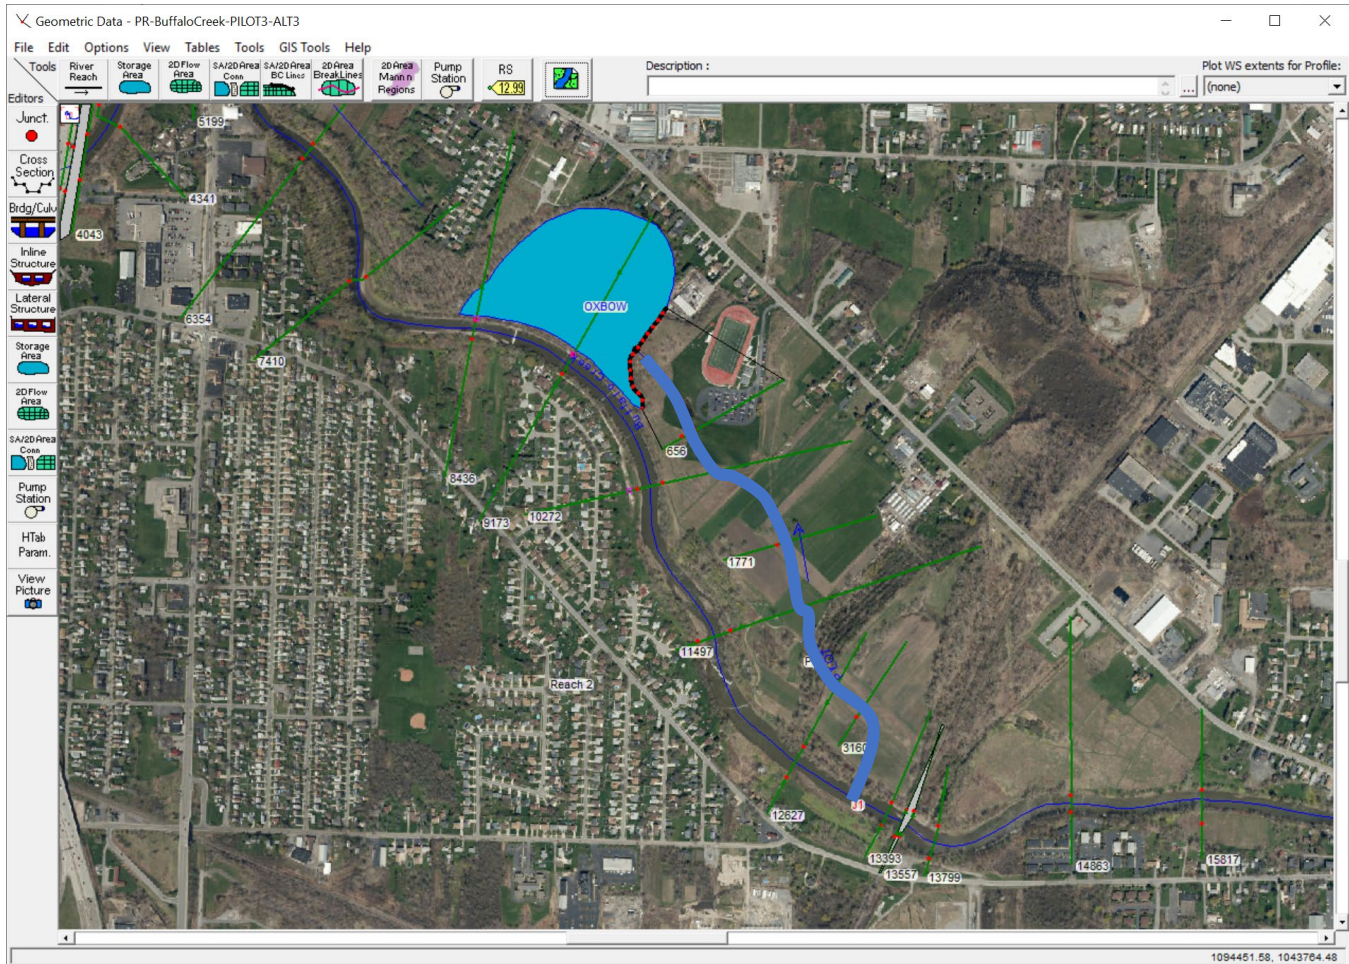 Geometric Data - PR-BuffaloCreek-PILOT3-ALT3
File Edit Options View Tables Tools GIS Tools Help
Tools
Editors
River
Reach
Storage
Area
2D Flow
Area
SA/2D Area
Conn
SA/2D Area
BC Lines
2D Area
BreakLines
2D Area
Mann n
Regions
Pump
Station
RS
12.99
Description :
...
Plot WS extents for Profile:
(none)
Junct.
Cross
Section
Brdg/Culv
Inline
Structure
Lateral
Structure
Storage
Area
2D Flow
Area
SA/2D Area
Conn
Pump
Station
HTab
Param.
View
Picture
5199
4341
4043
6354
7410
OXBOW
656
8436
9173
10272
1771
11497
Reach 2
3160
J1
12627
13393
13557
13799
14863
15817
1094451.58, 1043764.48